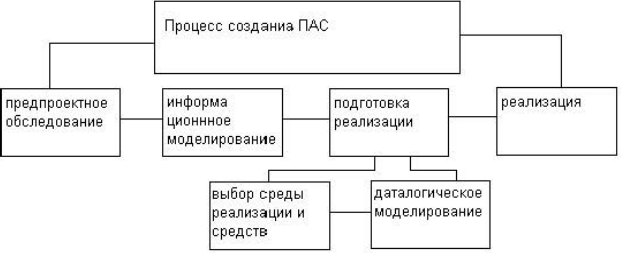 Процесс создания ПАС
предпроектное
обследование
информа
ционнное
моделирование
подготовка
реализации
реализация
выбор среды
реализации и
средств
даталогическое
моделирование